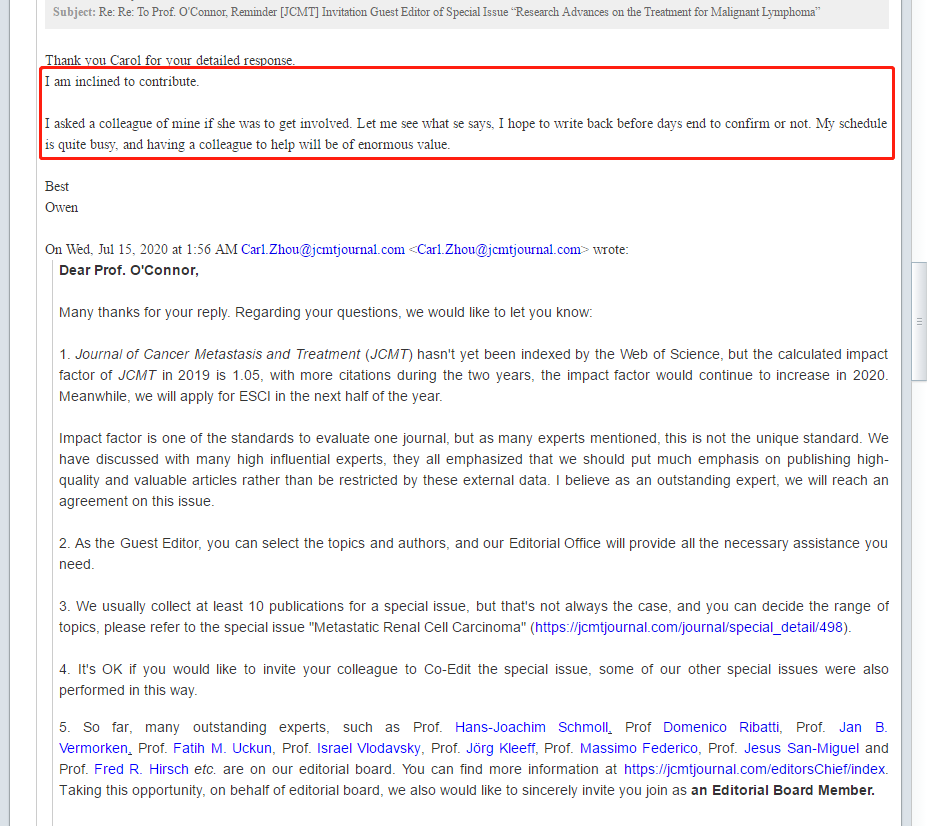 Subject: Re: Re: To Prof. O'Connor, Reminder [JCMT] Invitation Guest Editor of Special Issue “Research Advances on the Treatment for Malignant Lymphoma”
Thank you Carol for your detailed response.
I am inclined to contribute.
I asked a colleague of mine if she was to get involved. Let me see what se says, I hope to write back before days end to confirm or not. My schedule
is quite busy, and having a colleague to help will be of enormous value.
Best
Owen
On Wed, Jul 15, 2020 at 1:56 AM Carl.Zhou@jcmtjournal.com <Carl.Zhou@jcmtjournal.com> wrote:
Dear Prof. O'Connor,
Many thanks for your reply. Regarding your questions, we would like to let you know:
1. Journal of Cancer Metastasis and Treatment (JCMT) hasn't yet been indexed by the Web of Science, but the calculated impact
factor of JCMT in 2019 is 1.05, with more citations during the two years, the impact factor would continue to increase in 2020.
Meanwhile, we will apply for ESCI in the next half of the year.
Impact factor is one of the standards to evaluate one journal, but as many experts mentioned, this is not the unique standard. We
have discussed with many high influential experts, they all emphasized that we should put much emphasis on publishing high-
quality and valuable articles rather than be restricted by these external data. I believe as an outstanding expert, we will reach an
agreement on this issue.
2. As the Guest Editor, you can select the topics and authors, and our Editorial Office will provide all the necessary assistance you
need.
3. We usually collect at least 10 publications for a special issue, but that's not always the case, and you can decide the range of
topics, please refer to the special issue "Metastatic Renal Cell Carcinoma" (https://jcmtjournal.com/journal/special_detail/498).
4. It's OK if you would like to invite your colleague to Co-Edit the special issue, some of our other special issues were also
performed in this way.
5. So far, many outstanding experts, such as Prof. Hans-Joachim Schmoll, Prof Domenico Ribatti, Prof. Jan B.
Vermorken, Prof. Fatih M. Uckun, Prof. Israel Vlodavsky, Prof. Jörg Kleeff, Prof. Massimo Federico, Prof. Jesus San-Miguel and
Prof. Fred R. Hirsch etc. are on our editorial board. You can find more information at https://jcmtjournal.com/editorsChief/index.
Taking this opportunity, on behalf of editorial board, we also would like to sincerely invite you join as an Editorial Board Member.